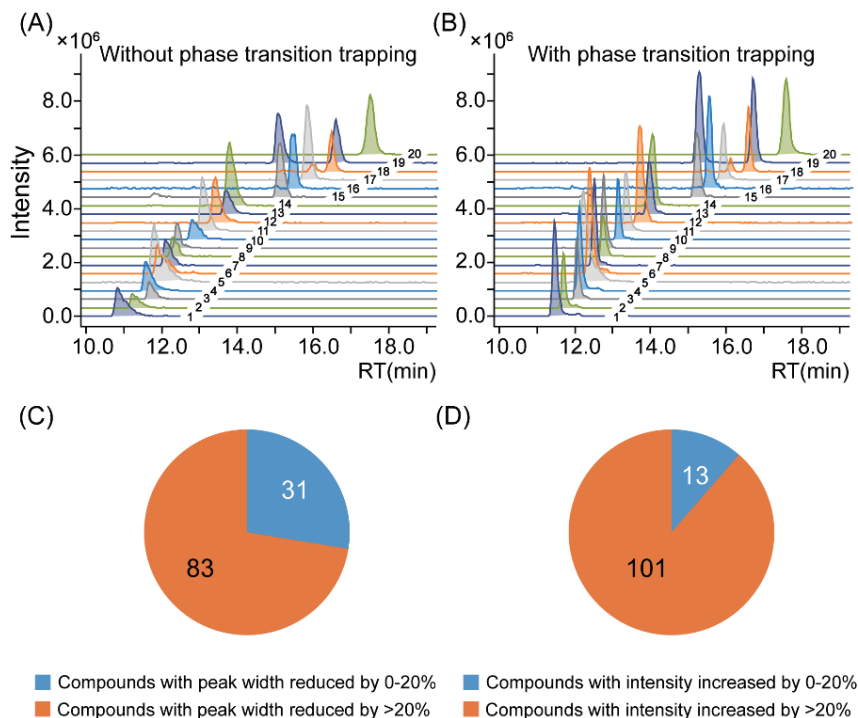 (A)
×10⁶
Without phase transition trapping
Intensity
8.0
6.0
4.0
2.0
0.0
1 2 3 4 5 6 7 8 9 10 11 12 13 14 15 16 17 18 19 20
10.0 12.0 14.0 16.0 18.0
RT(min)
(B)
×10⁶
With phase transition trapping
8.0
6.0
4.0
2.0
0.0
1 2 3 4 5 6 7 8 9 10 11 12 13 14 15 16 17 18 19 20
10.0 12.0 14.0 16.0 18.0
RT(min)
(C)
31
83
Compounds with peak width reduced by 0-20%
Compounds with peak width reduced by >20%
(D)
13
101
Compounds with intensity increased by 0-20%
Compounds with intensity increased by >20%